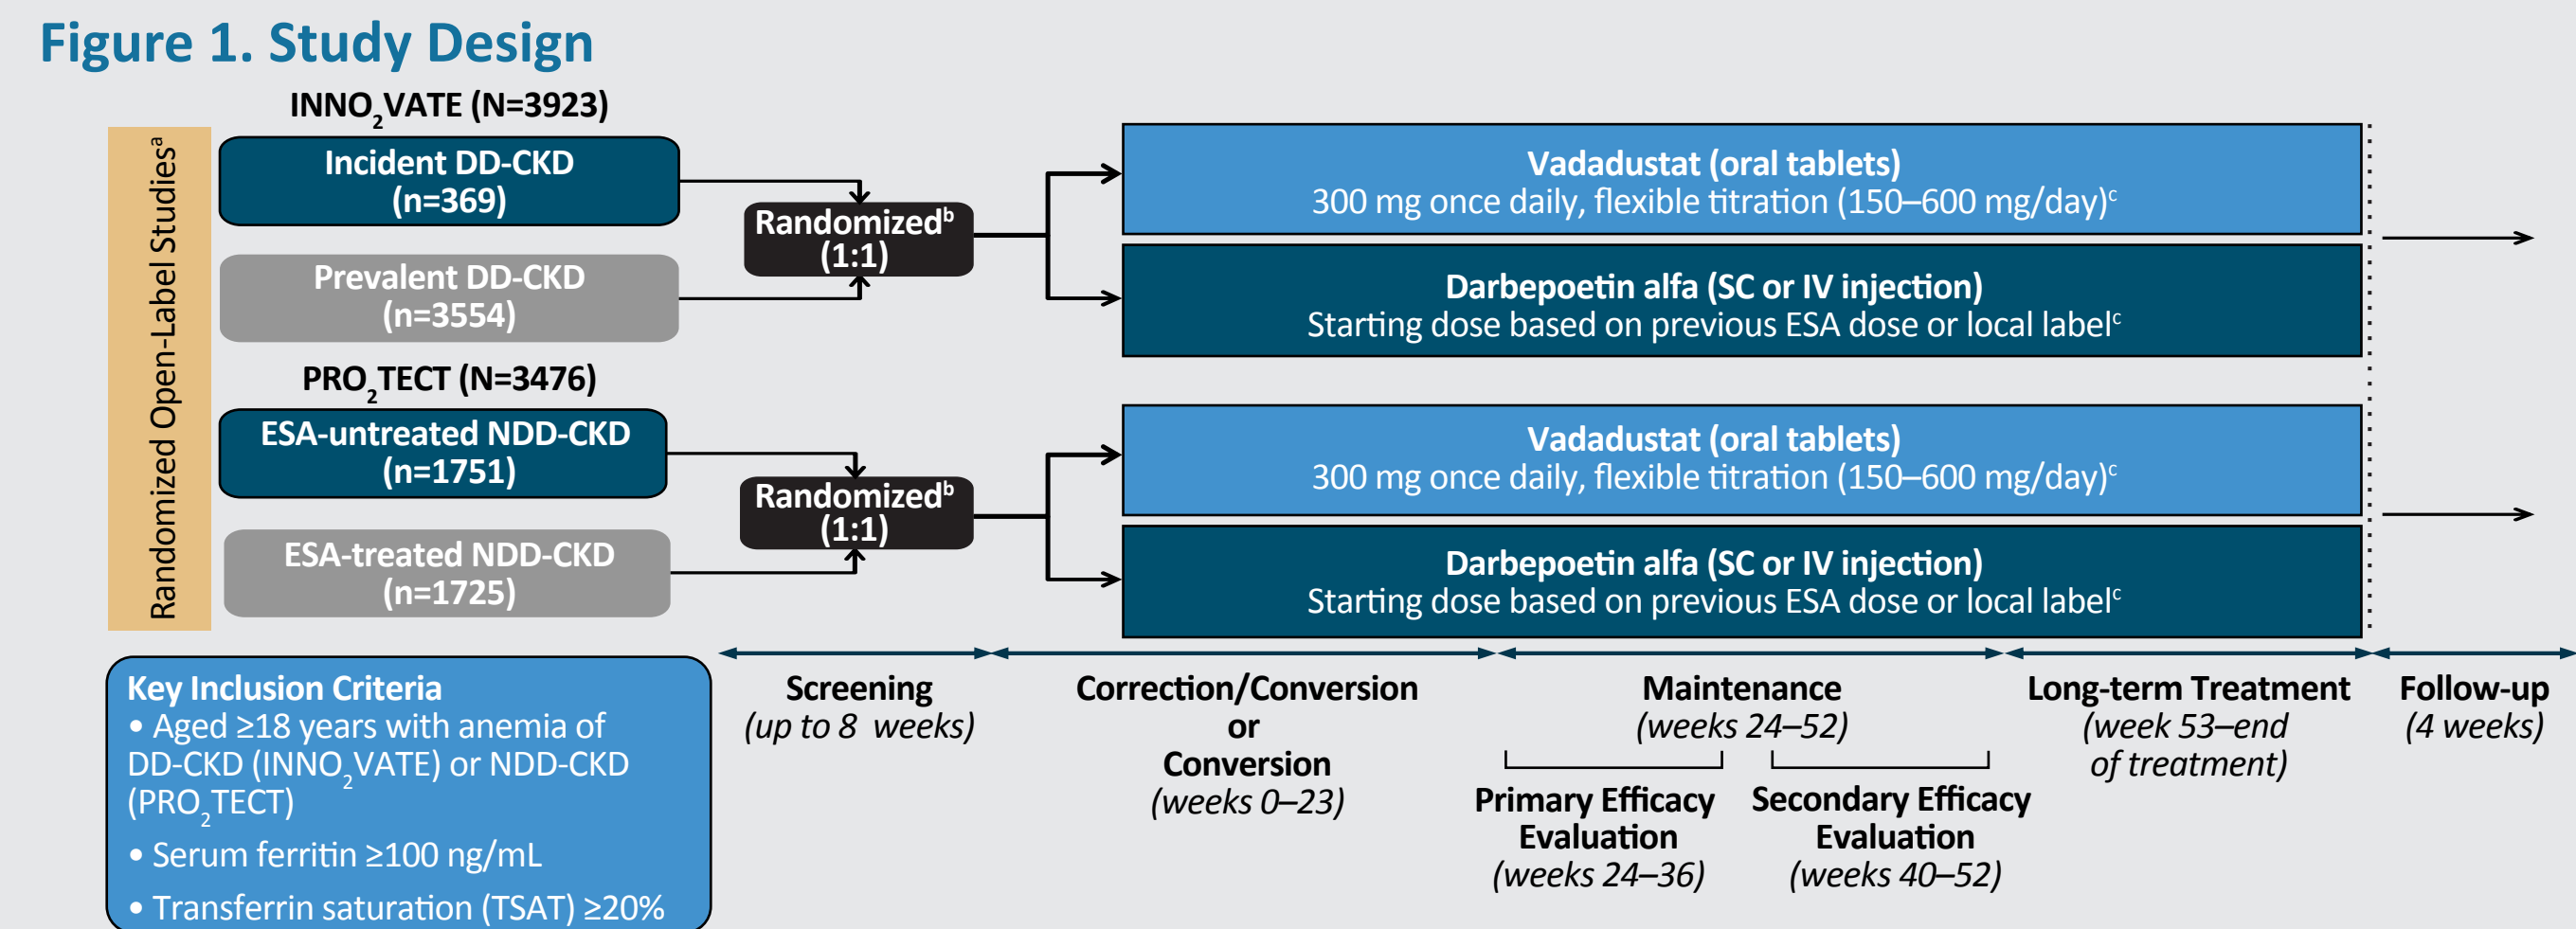 Figure 1. Study Design
INNO₂VATE (N=3923)
Randomized Open-Label Studiesᵃ
Incident DD-CKD
(n=369)
Prevalent DD-CKD
(n=3554)
Randomizedᵇ
(1:1)
Vadadustat (oral tablets)
300 mg once daily, flexible titration (150–600 mg/day)ᶜ
Darbepoetin alfa (SC or IV injection)
Starting dose based on previous ESA dose or local labelᶜ
PRO₂TECT (N=3476)
ESA-untreated NDD-CKD
(n=1751)
ESA-treated NDD-CKD
(n=1725)
Randomizedᵇ
(1:1)
Vadadustat (oral tablets)
300 mg once daily, flexible titration (150–600 mg/day)ᶜ
Darbepoetin alfa (SC or IV injection)
Starting dose based on previous ESA dose or local labelᶜ
Key Inclusion Criteria
• Aged ≥18 years with anemia of
DD-CKD (INNO₂VATE) or NDD-CKD
(PRO₂TECT)
• Serum ferritin ≥100 ng/mL
• Transferrin saturation (TSAT) ≥20%
Screening
(up to 8 weeks)
Correction/Conversion
or
Conversion
(weeks 0–23)
Maintenance
(weeks 24–52)
Primary Efficacy
Evaluation
(weeks 24–36)
Secondary Efficacy
Evaluation
(weeks 40–52)
Long-term Treatment
(week 53–end
of treatment)
Follow-up
(4 weeks)